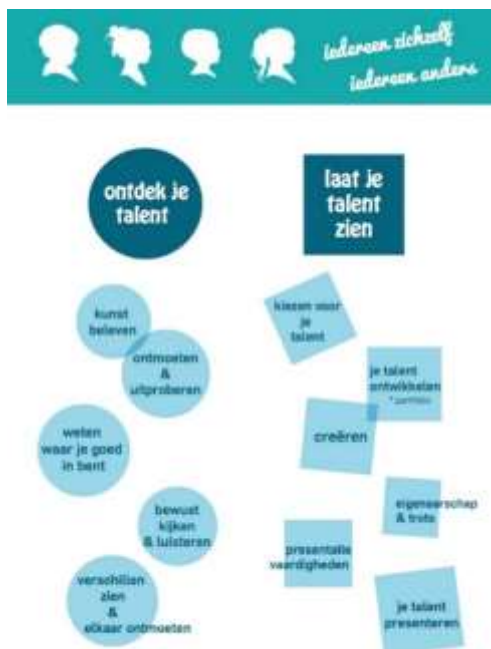 iedereen zichzelf
iedereen anders
ontdek je
talent
laat je
talent
zien
kunst
beleven
ontmoeten
&
uitproberen
weten
waar je goed
in bent
bewust
kijken
& luisteren
verschillen
zien
&
elkaar ontmoeten
kiezen voor
je
talent
je talent
ontwikkelen
* portfolio
creëren
eigenaarschap
& trots
presentatie
vaardigheden
je talent
presenteren